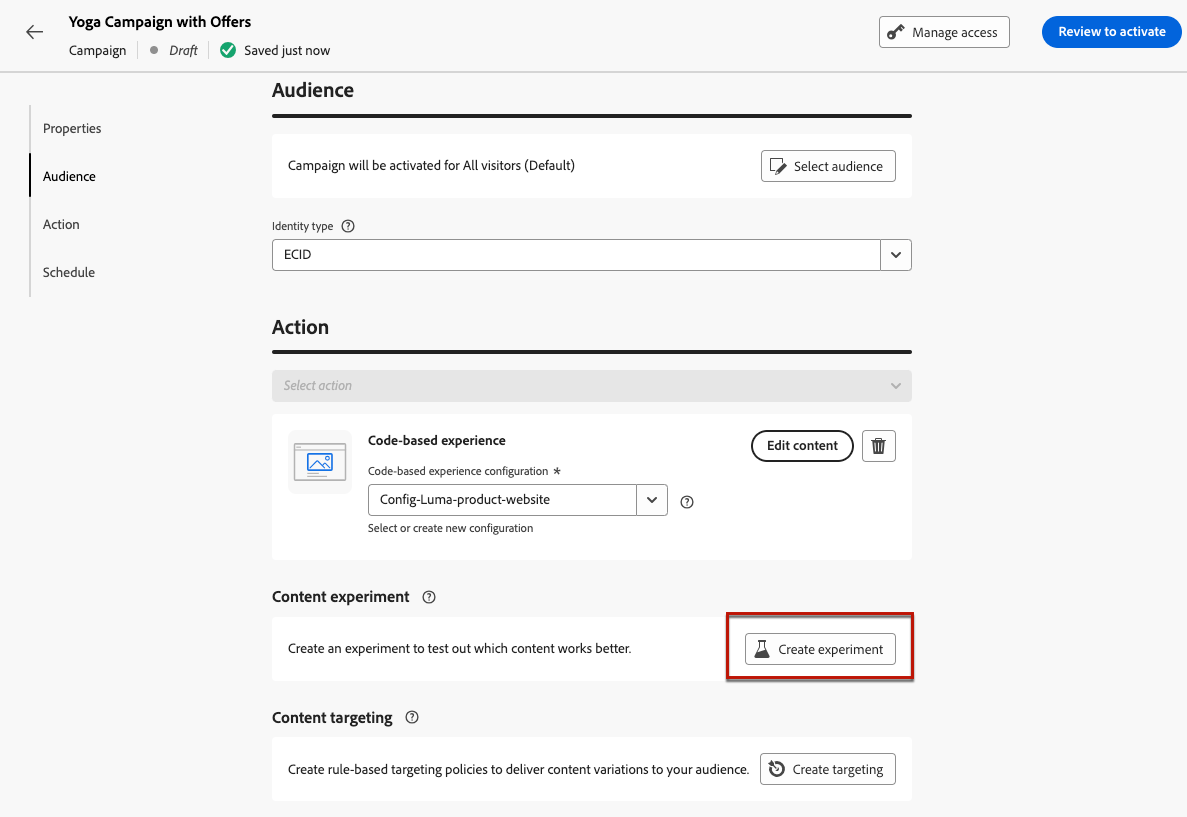 Yoga Campaign with Offers
Campaign Draft Saved just now
Manage access
Review to activate
Properties
Audience
Action
Schedule
Audience
Campaign will be activated for All visitors (Default)
Select audience
Identity type
ECID
Action
Select action
Code-based experience
Edit content
Code-based experience configuration *
Config-Luma-product-website
Select or create new configuration
Content experiment
Create an experiment to test out which content works better.
Create experiment
Content targeting
Create rule-based targeting policies to deliver content variations to your audience.
Create targeting